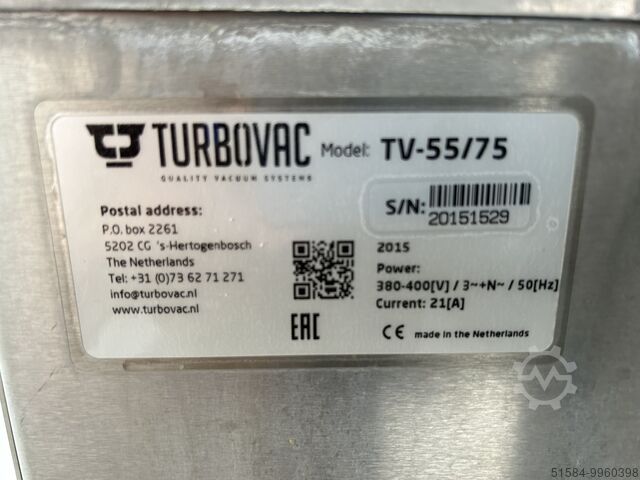 TURBOVAC
QUALITY VACUUM SYSTEMS
Model: TV-55/75
S/N:
20151529
Postal address:
P.O. box 2261
5202 CG 's-Hertogenbosch
The Netherlands
Tel: +31 (0)73 62 71 271
info@turbovac.nl
www.turbovac.nl
EAC
2015
Power:
380-400[V] / 3~+N~ / 50[Hz]
Current: 21[A]
CE made in the Netherlands
51584-9960398